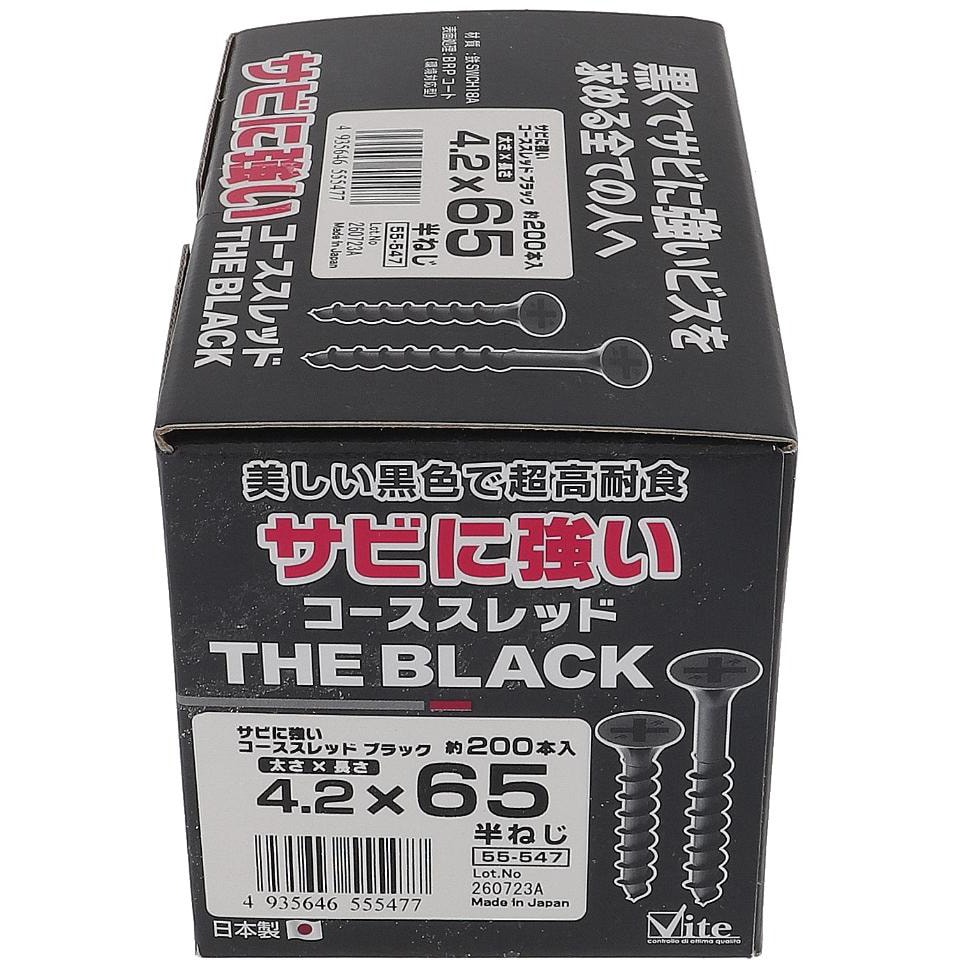 黒くてサビに強いビスを
求める全ての人へ
材質：鉄SWCH18A
表面処理：BRPコート
（環境対応型）
サビに強い
コーススレッド ブラック 約200本入
太さ×長さ
4.2×65
半ねじ
55-547
Lot.No
260723A
Made in Japan
4 935646 555477
サビに強い コーススレッド
THE BLACK
美しい黒色で超高耐食
サビに強い
コーススレッド
THE BLACK
サビに強い
コーススレッド ブラック 約200本入
太さ×長さ
4.2×65
半ねじ
55-547
Lot.No
260723A
Made in Japan
4 935646 555477
日本製
Vite
controllo di ottima qualità